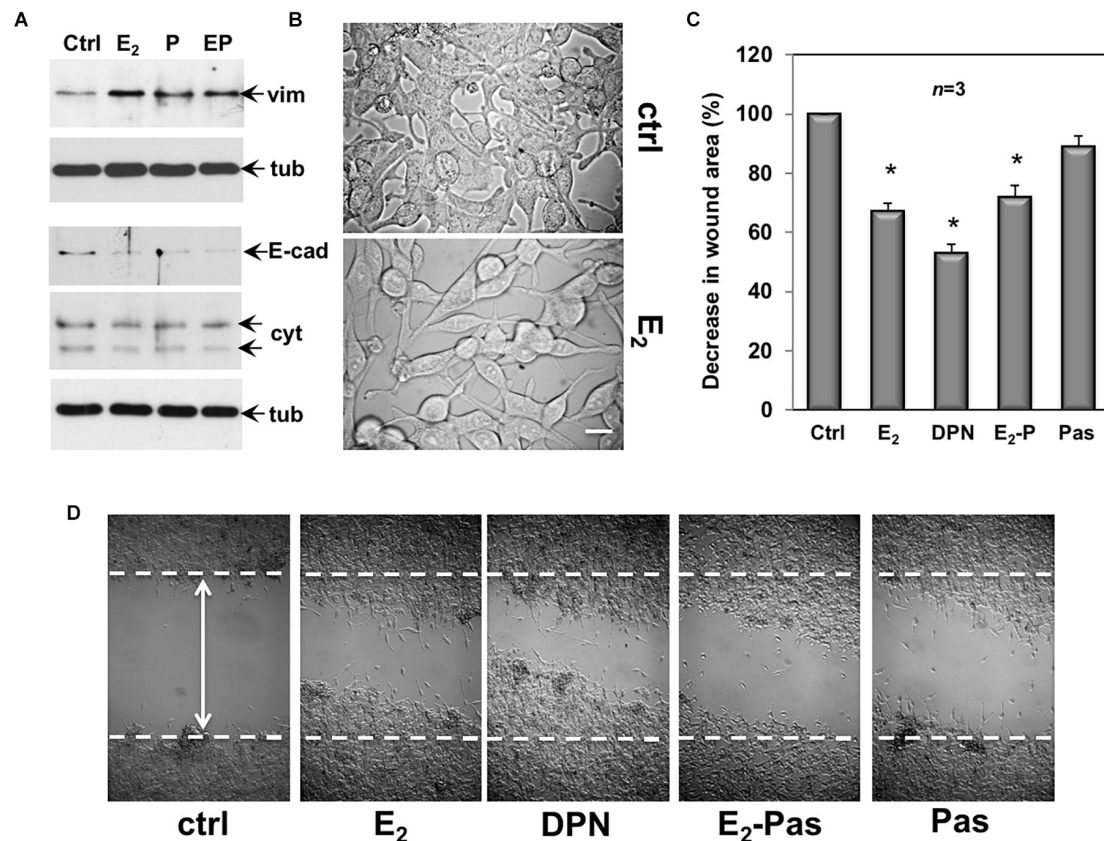 A
Ctrl E₂ P EP
vim
tub
E-cad
cyt
tub
B
ctrl
E₂
C
Decrease in wound area (%)
120
100
80
60
40
20
0
n=3
*
*
*
Ctrl E₂ DPN E₂-P Pas
D
ctrl E₂ DPN E₂-Pas Pas